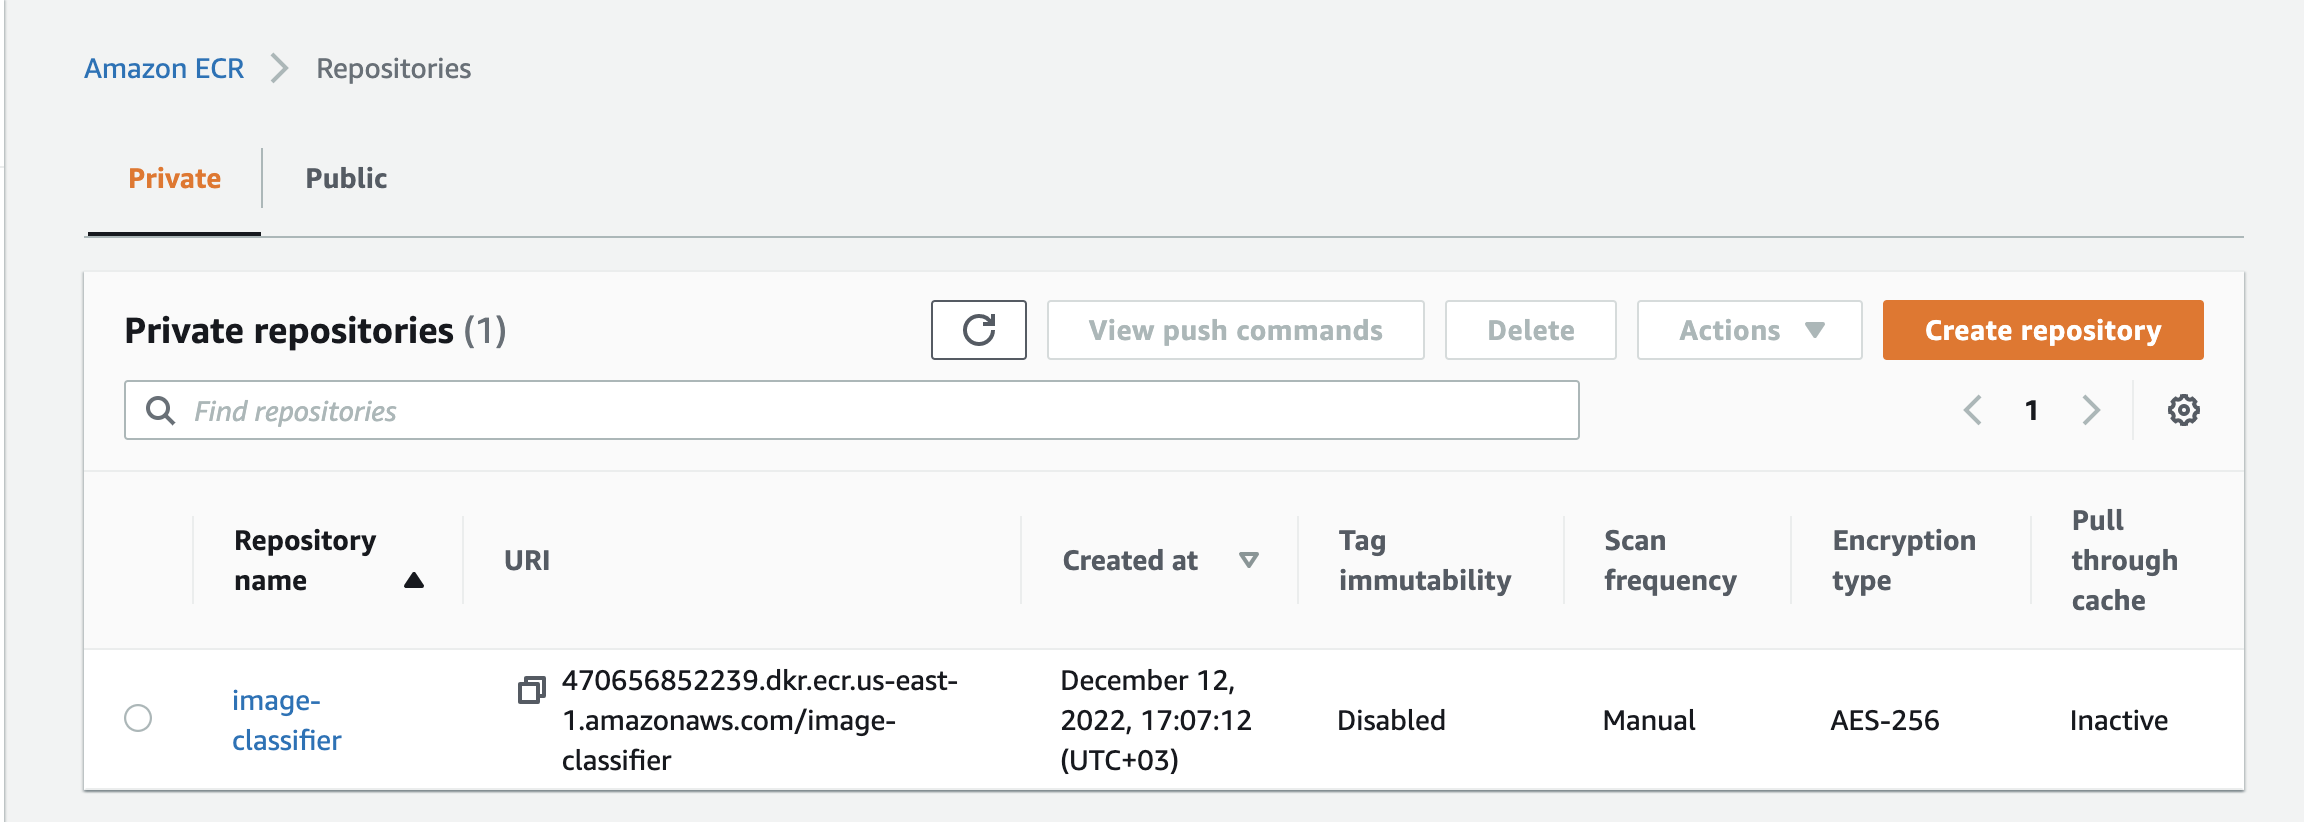 Amazon ECR Repositories
Private Public
Private repositories (1) View push commands Delete Actions Create repository
Find repositories 1
Repository name URI Created at Tag immutability Scan frequency Encryption type Pull through cache
image-
classifier
470656852239.dkr.ecr.us-east-
1.amazonaws.com/image-
classifier
December 12,
2022, 17:07:12
(UTC+03)
Disabled
Manual
AES-256
Inactive